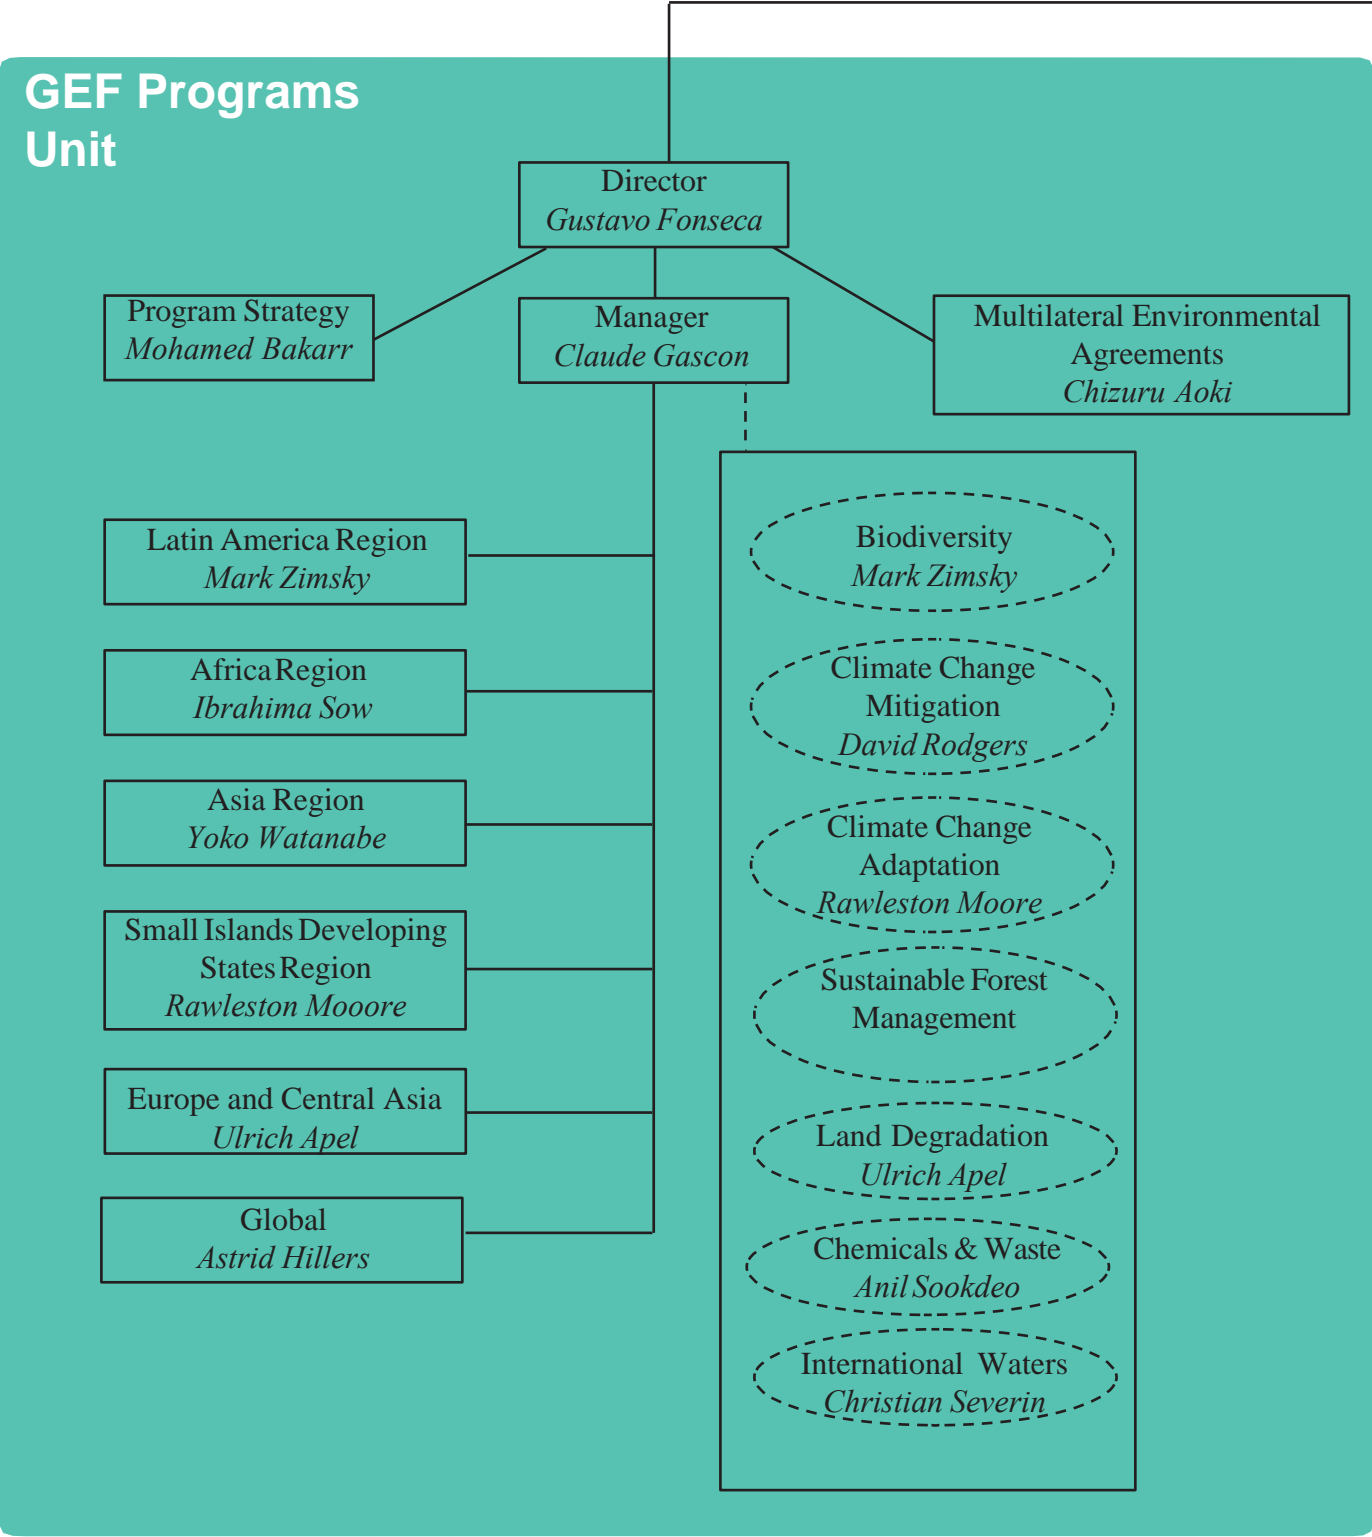 GEF Programs
Unit
Director
Gustavo Fonseca
Program Strategy
Mohamed Bakarr
Manager
Claude Gascon
Multilateral Environmental
Agreements
Chizuru Aoki
Latin America Region
Mark Zimsky
Africa Region
Ibrahima Sow
Asia Region
Yoko Watanabe
Small Islands Developing
States Region
Rawleston Mooore
Europe and Central Asia
Ulrich Apel
Global
Astrid Hillers
Biodiversity
Mark Zimsky
Climate Change
Mitigation
David Rodgers
Climate Change
Adaptation
Rawleston Moore
Sustainable Forest
Management
Land Degradation
Ulrich Apel
Chemicals & Waste
Anil Sookdeo
International Waters
Christian Severin